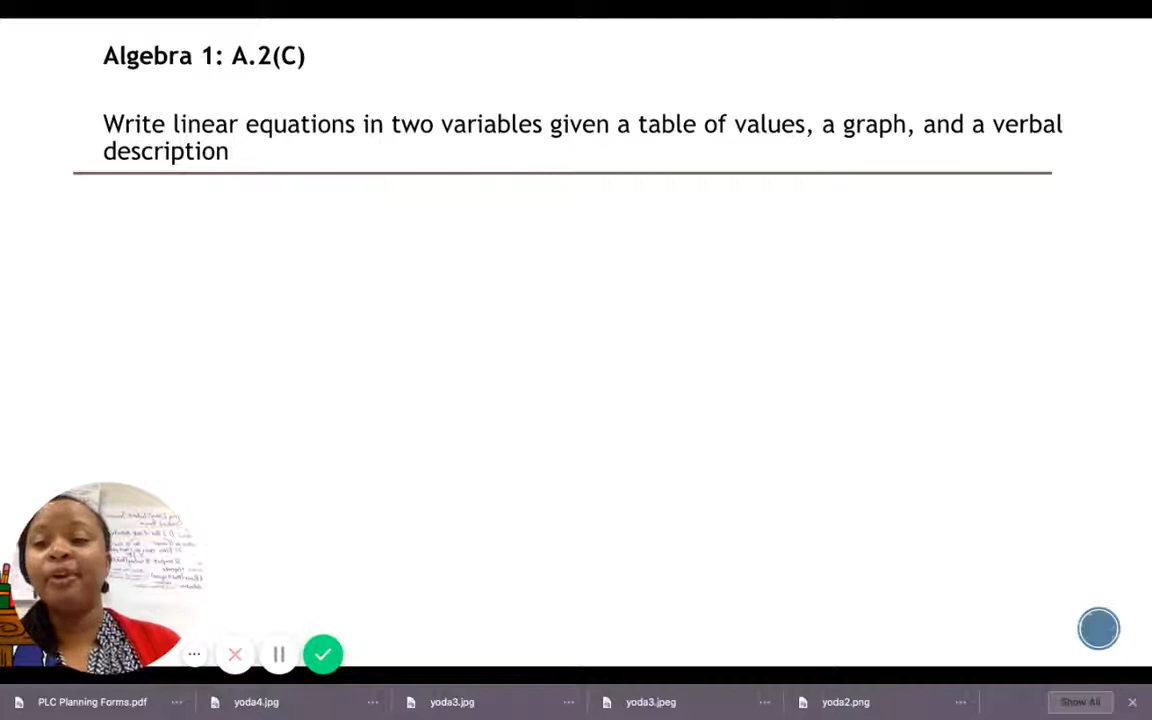 Algebra 1: A.2(C)
Write linear equations in two variables given a table of values, a graph, and a verbal
description
PLC Planning Forms.pdf
yoda4.jpg
yoda3.jpg
yoda3.jpeg
yoda2.png
Show All